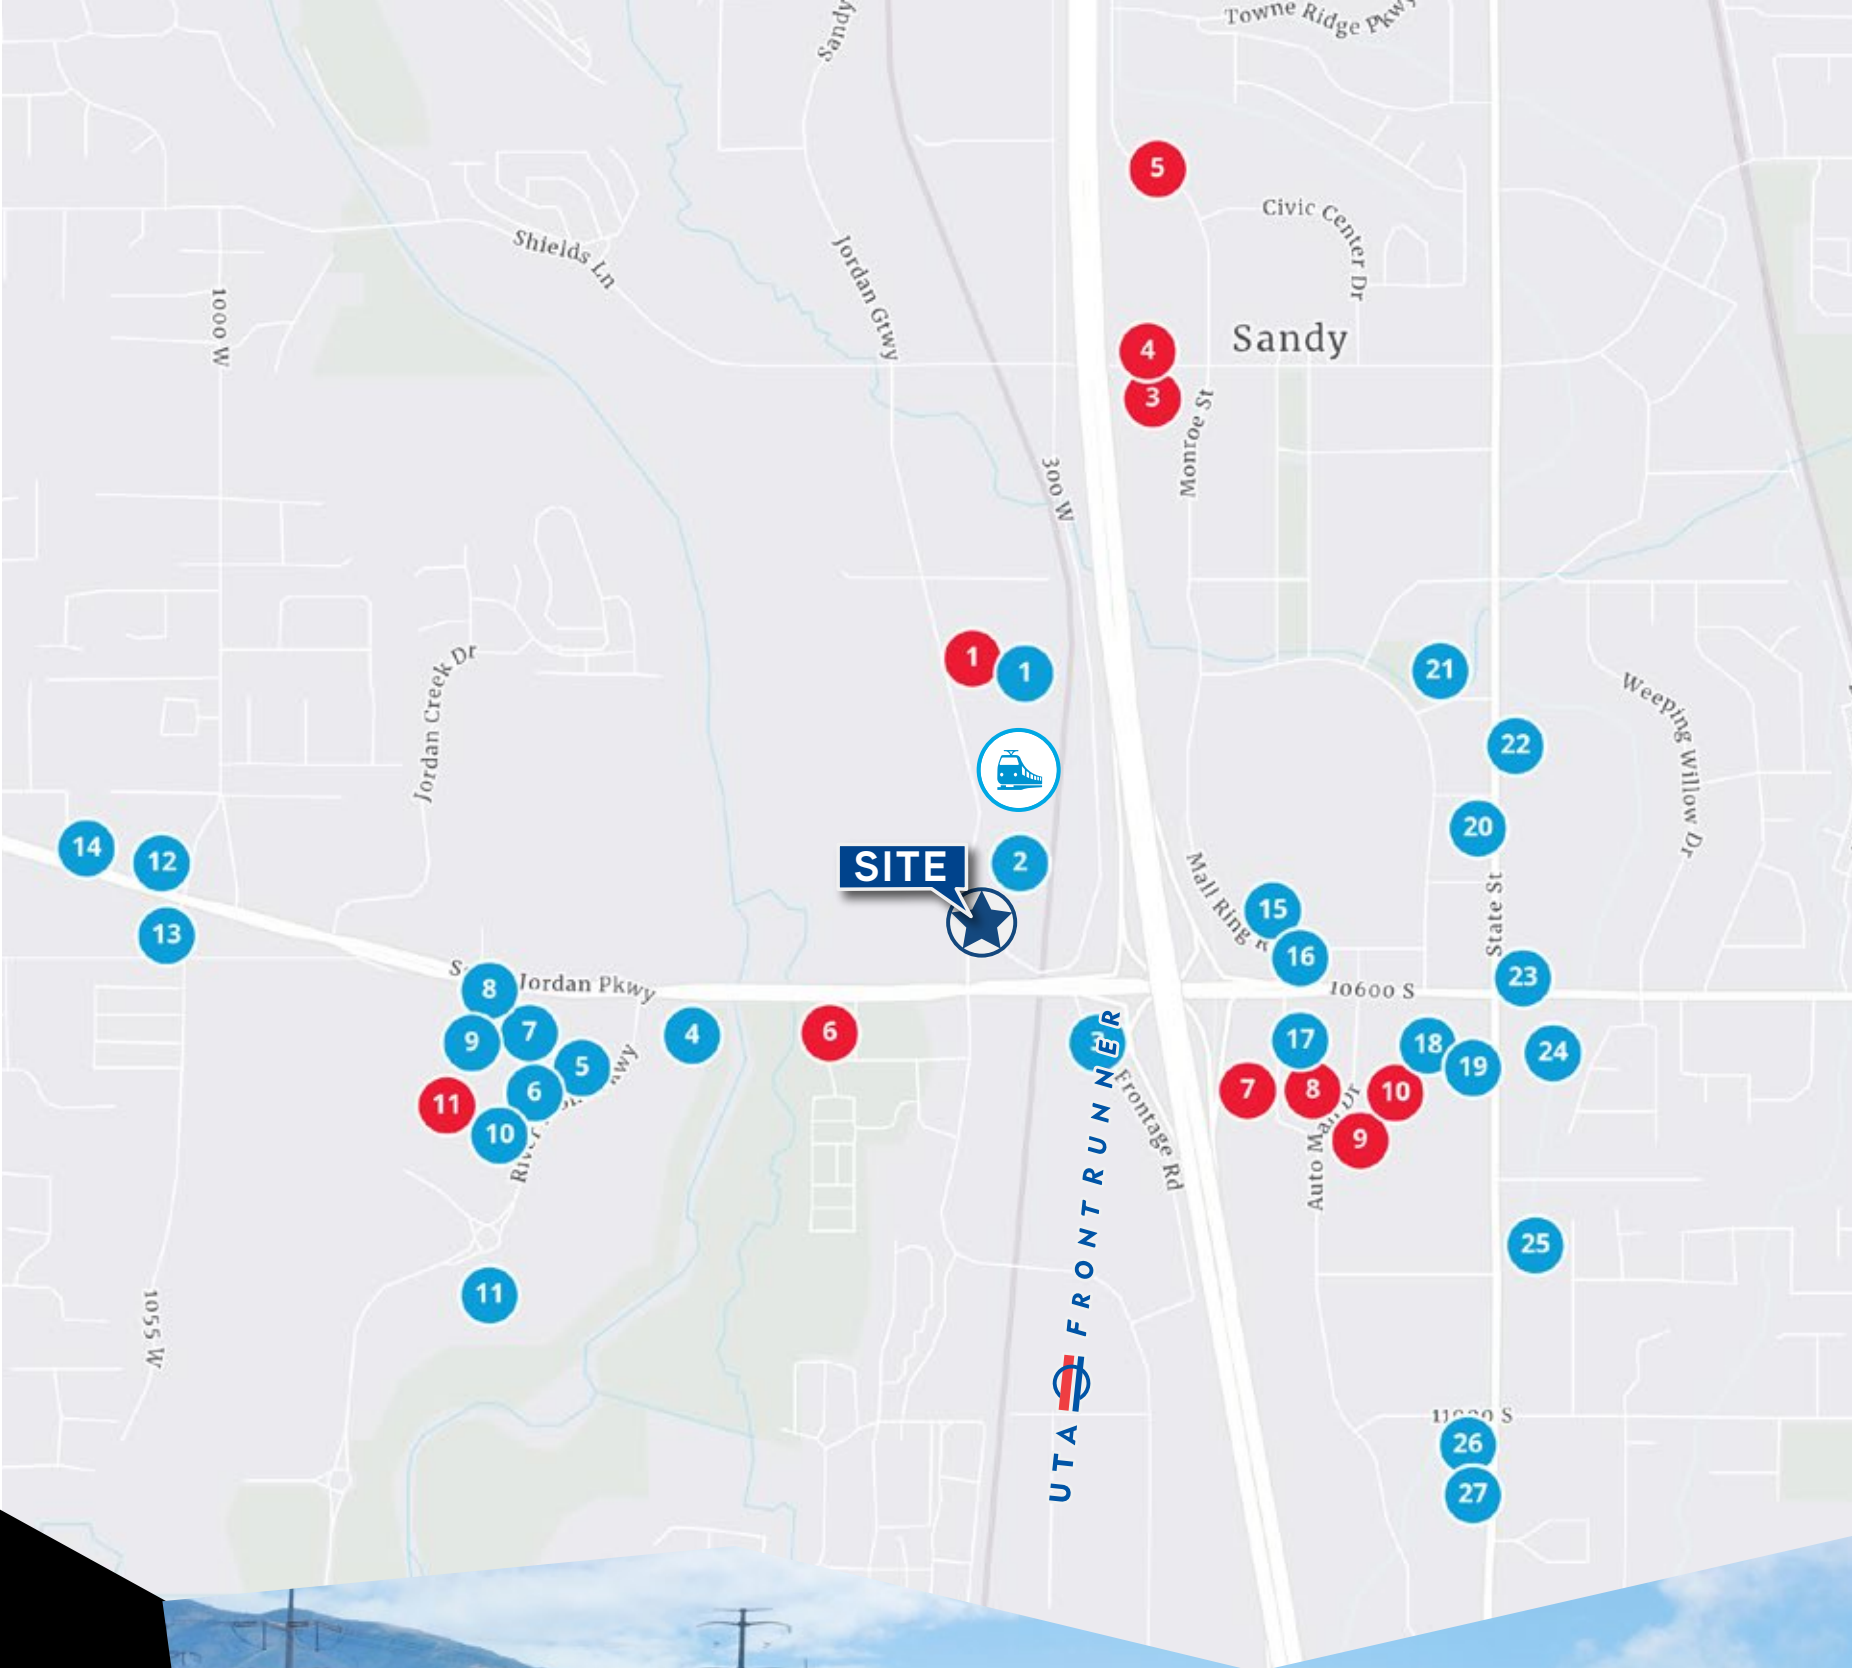 Towne Ridge Pkwy
Sandy
5
Civic Center Dr
Shields Ln
Jordan Gtwy
1000 W
4
Sandy
3
Monroe St
300 W
1
1
21
Jordan Creek Dr
Weeping Willow Dr
22
20
14
12
2
SITE
Mall Ring
15
State St
13
16
23
8
Jordan Pkwy
10600 S
9
7
4
6
3
17
18
19
24
5
6
11
10
7
8
10
9
Frontage Rd
Auto Mall Dr
25
11
1055 W
UTA FRONTRUNNER
26
27